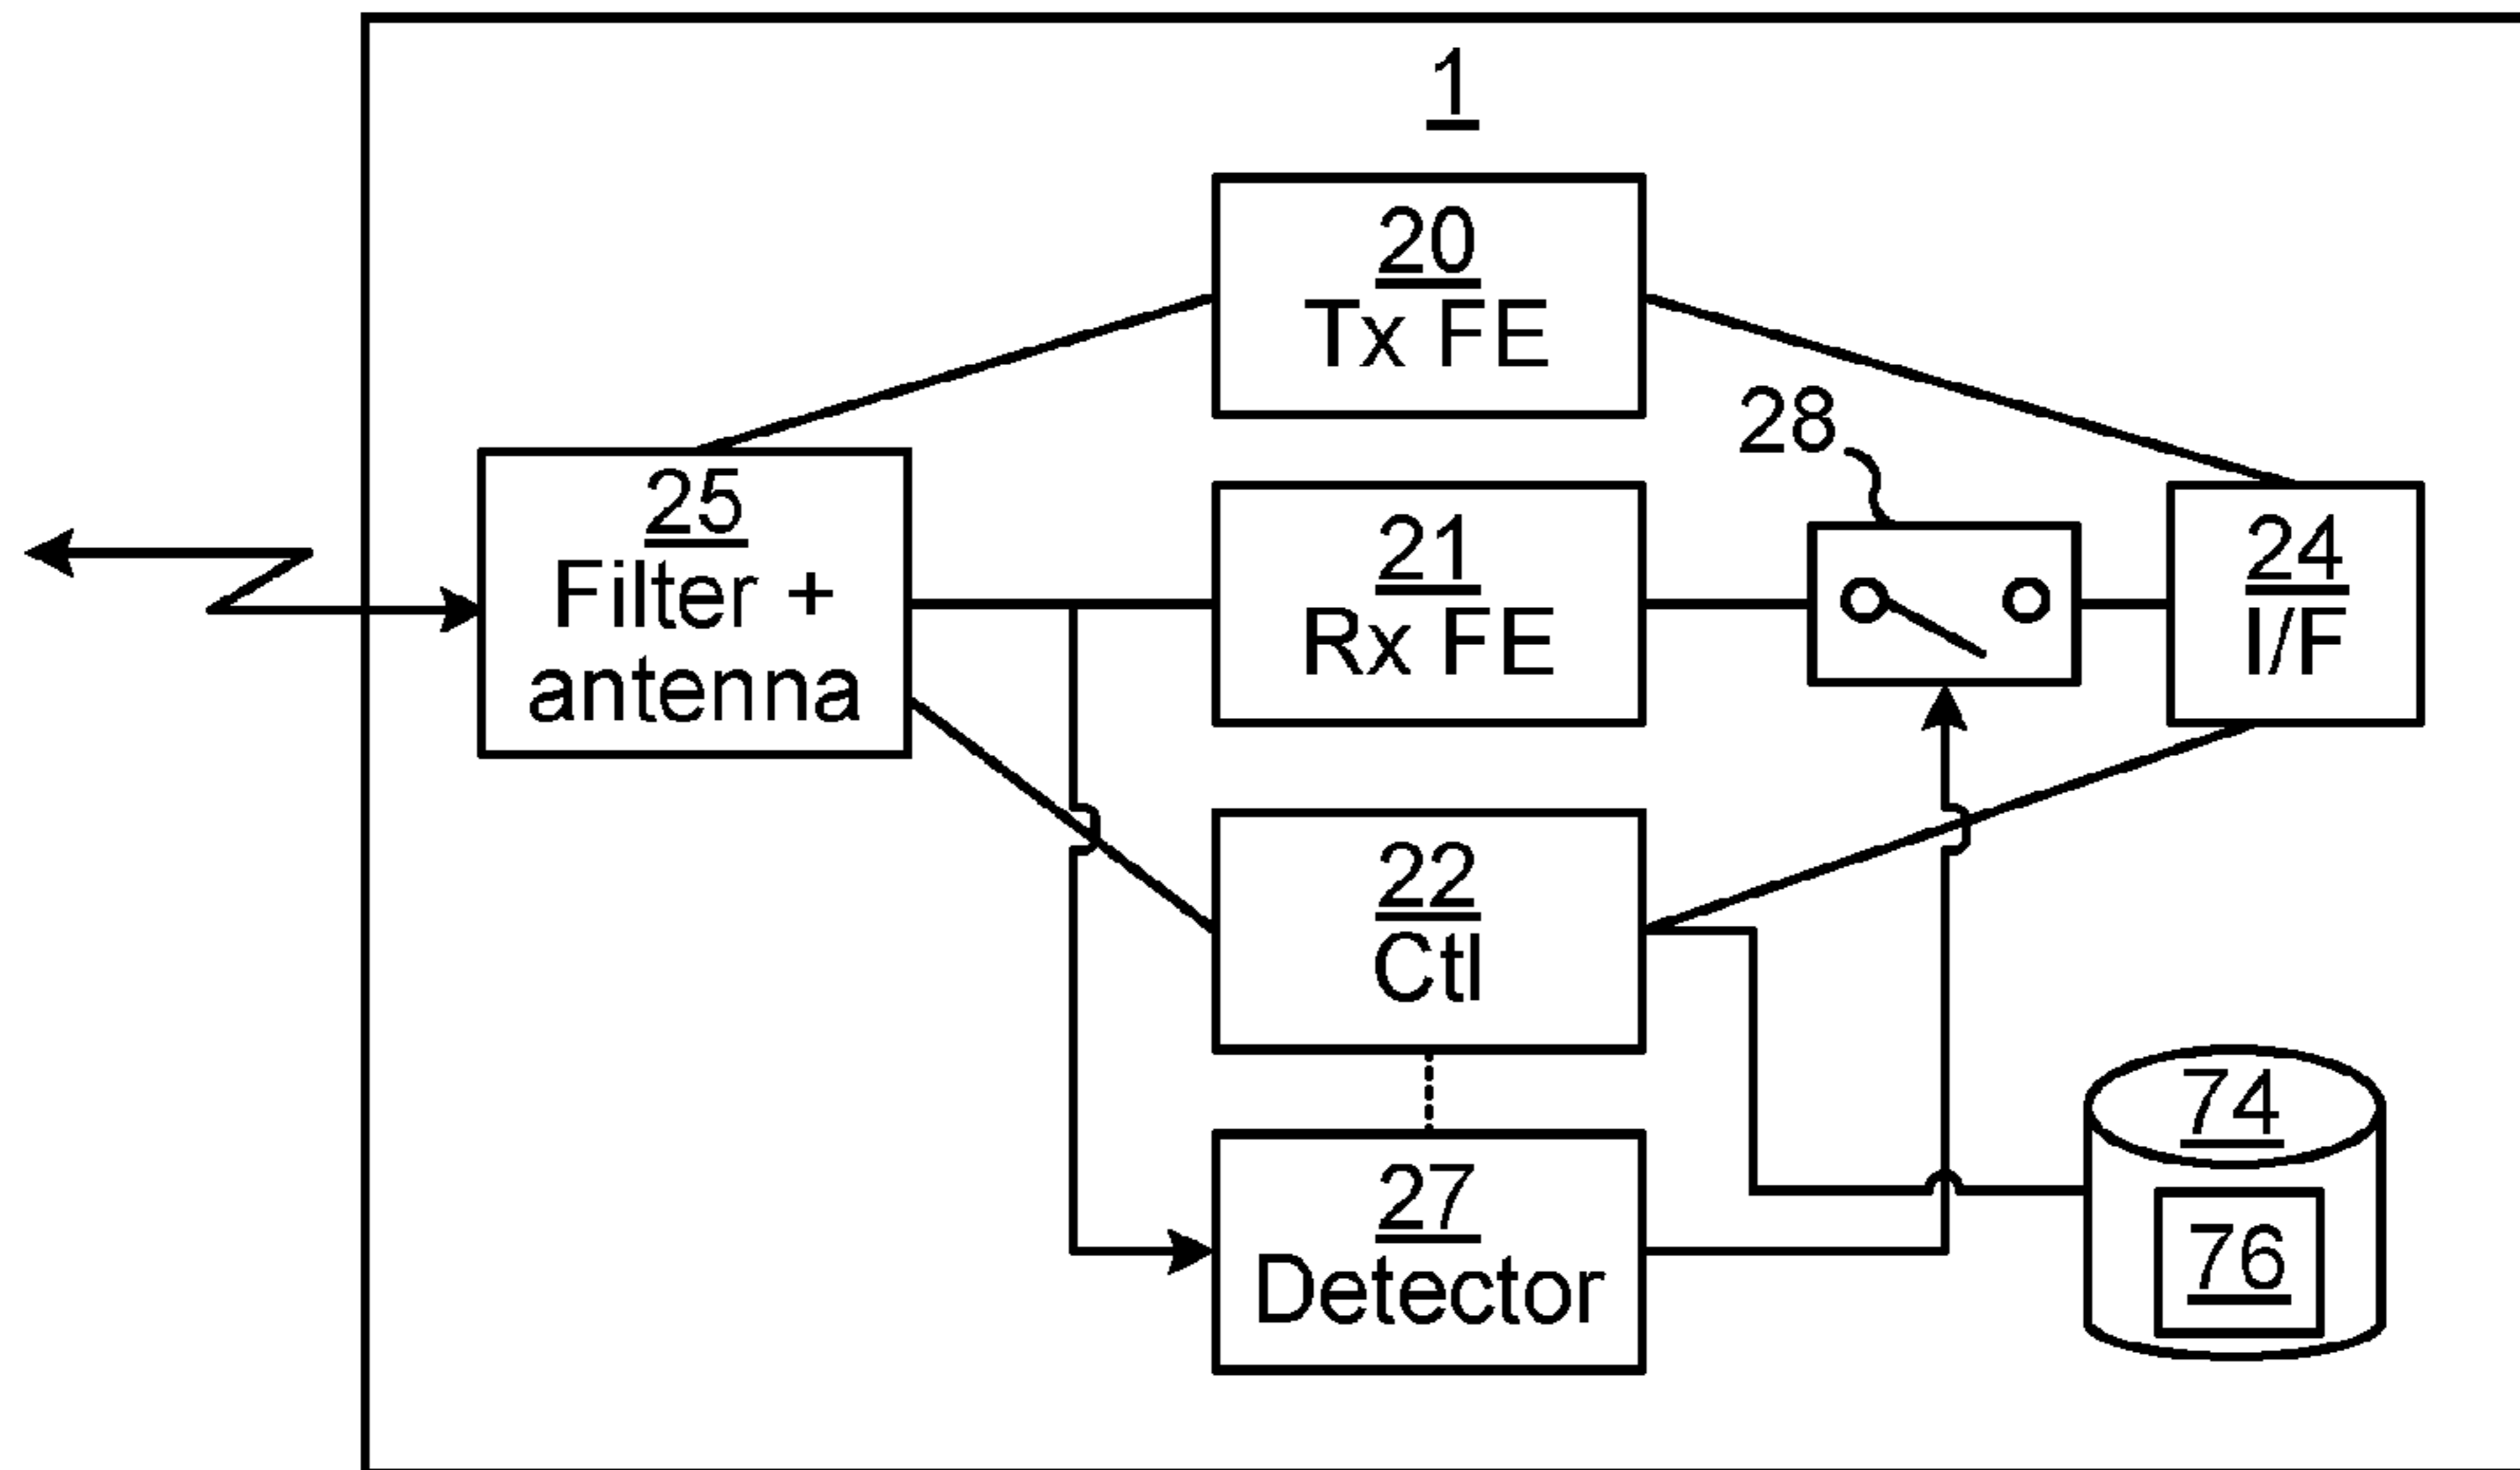 1
20
Tx FE
28
25
Filter +
antenna
21
Rx FE
24
I/F
22
Ctl
74
76
27
Detector